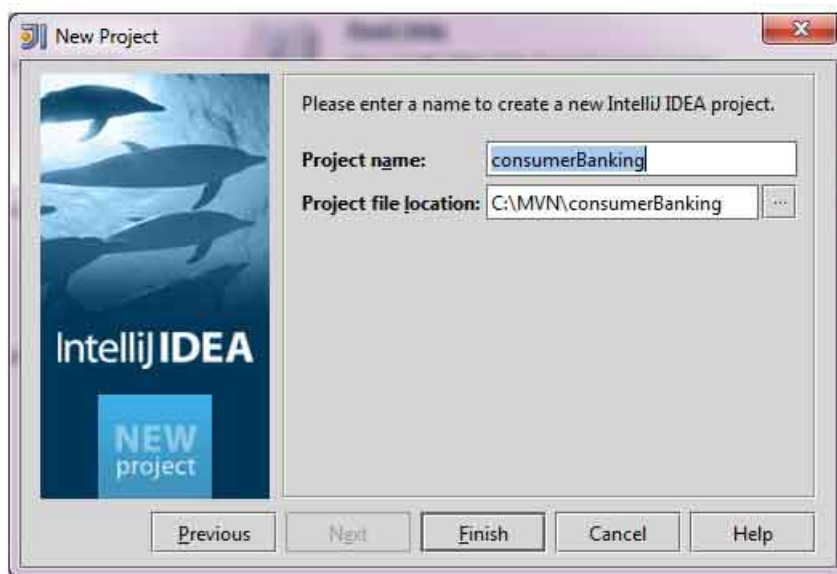 New Project
Please enter a name to create a new IntelliJ IDEA project.
Project name: consumerBanking
Project file location: C:\MVN\consumerBanking ...
IntelliJ IDEA
NEW
project
Previous Next Finish Cancel Help